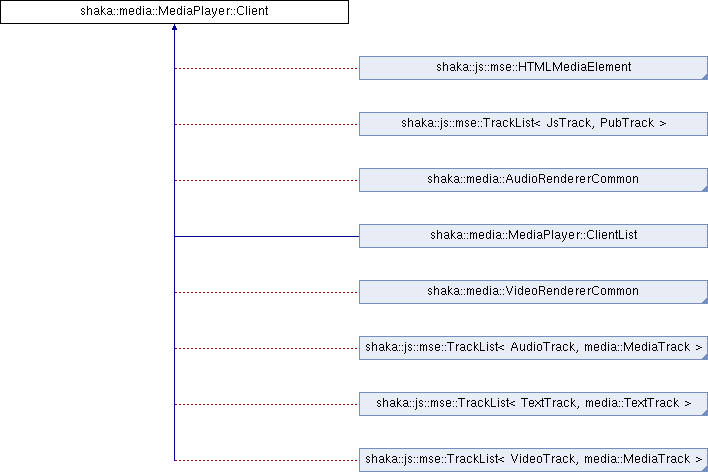 shaka::media::MediaPlayer::Client
shaka::js::mse::HTMLMediaElement
shaka::js::mse::TrackList< JsTrack, PubTrack >
shaka::media::AudioRendererCommon
shaka::media::MediaPlayer::ClientList
shaka::media::VideoRendererCommon
shaka::js::mse::TrackList< AudioTrack, media::MediaTrack >
shaka::js::mse::TrackList< TextTrack, media::TextTrack >
shaka::js::mse::TrackList< VideoTrack, media::MediaTrack >